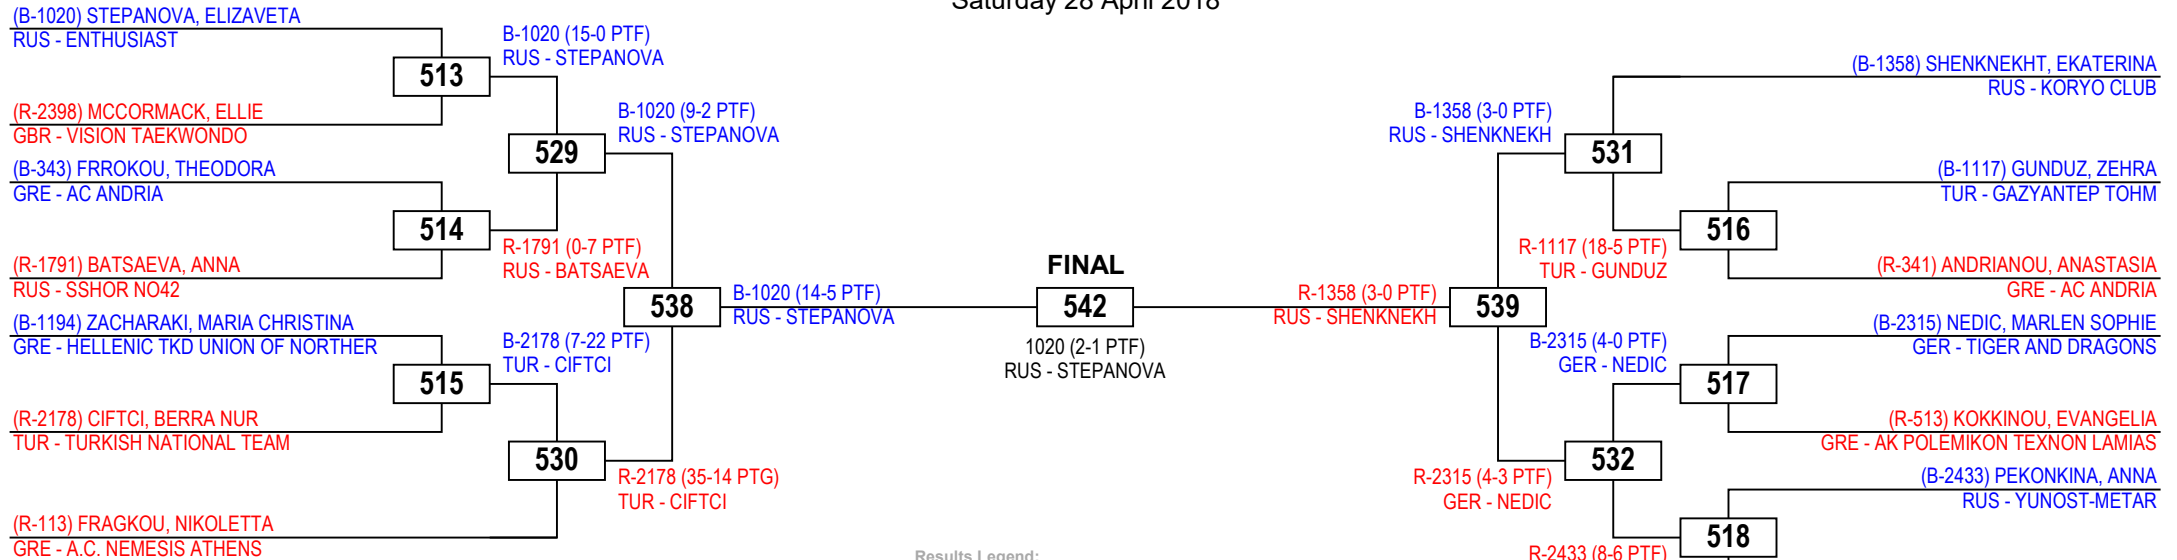 Saturday 28 April 2018
(B-1020) STEPANOVA, ELIZAVETA
RUS - ENTHUSIAST
513
B-1020 (15-0 PTF)
RUS - STEPANOVA
(R-2398) MCCORMACK, ELLIE
GBR - VISION TAEKWONDO
529
B-1020 (9-2 PTF)
RUS - STEPANOVA
(B-343) FRROKOU, THEODORA
GRE - AC ANDRIA
514
R-1791 (0-7 PTF)
RUS - BATSAEVA
(R-1791) BATSAEVA, ANNA
RUS - SSHOR NO42
538
B-1020 (14-5 PTF)
RUS - STEPANOVA
(B-1194) ZACHARAKI, MARIA CHRISTINA
GRE - HELLENIC TKD UNION OF NORTHER
515
B-2178 (7-22 PTF)
TUR - CIFTCI
(R-2178) CIFTCI, BERRA NUR
TUR - TURKISH NATIONAL TEAM
530
R-2178 (35-14 PTG)
TUR - CIFTCI
(R-113) FRAGKOU, NIKOLETTA
GRE - A.C. NEMESIS ATHENS
FINAL
542
1020 (2-1 PTF)
RUS - STEPANOVA
(B-1358) SHENKNEKHT, EKATERINA
RUS - KORYO CLUB
B-1358 (3-0 PTF)
RUS - SHENKNEKH
531
(B-1117) GUNDUZ, ZEHRA
TUR - GAZYANTEP TOHM
516
R-1117 (18-5 PTF)
TUR - GUNDUZ
(R-341) ANDRIANOU, ANASTASIA
GRE - AC ANDRIA
R-1358 (3-0 PTF)
RUS - SHENKNEKH
539
(B-2315) NEDIC, MARLEN SOPHIE
GER - TIGER AND DRAGONS
B-2315 (4-0 PTF)
GER - NEDIC
517
(R-513) KOKKINOU, EVANGELIA
GRE - AK POLEMIKON TEXNON LAMIAS
532
R-2315 (4-3 PTF)
GER - NEDIC
(B-2433) PEKONKINA, ANNA
RUS - YUNOST-METAR
518
R-2433 (8-6 PTF)
Results Legend: